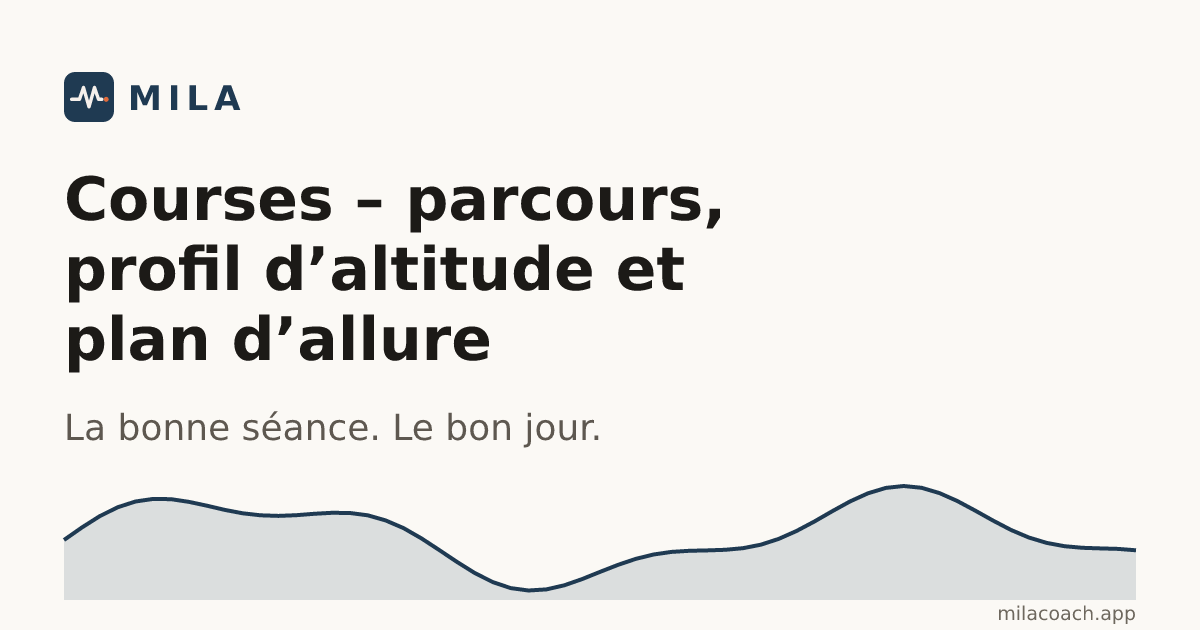 MILA
Courses – parcours,
profil d’altitude et
plan d’allure
La bonne séance. Le bon jour.
milacoach.app